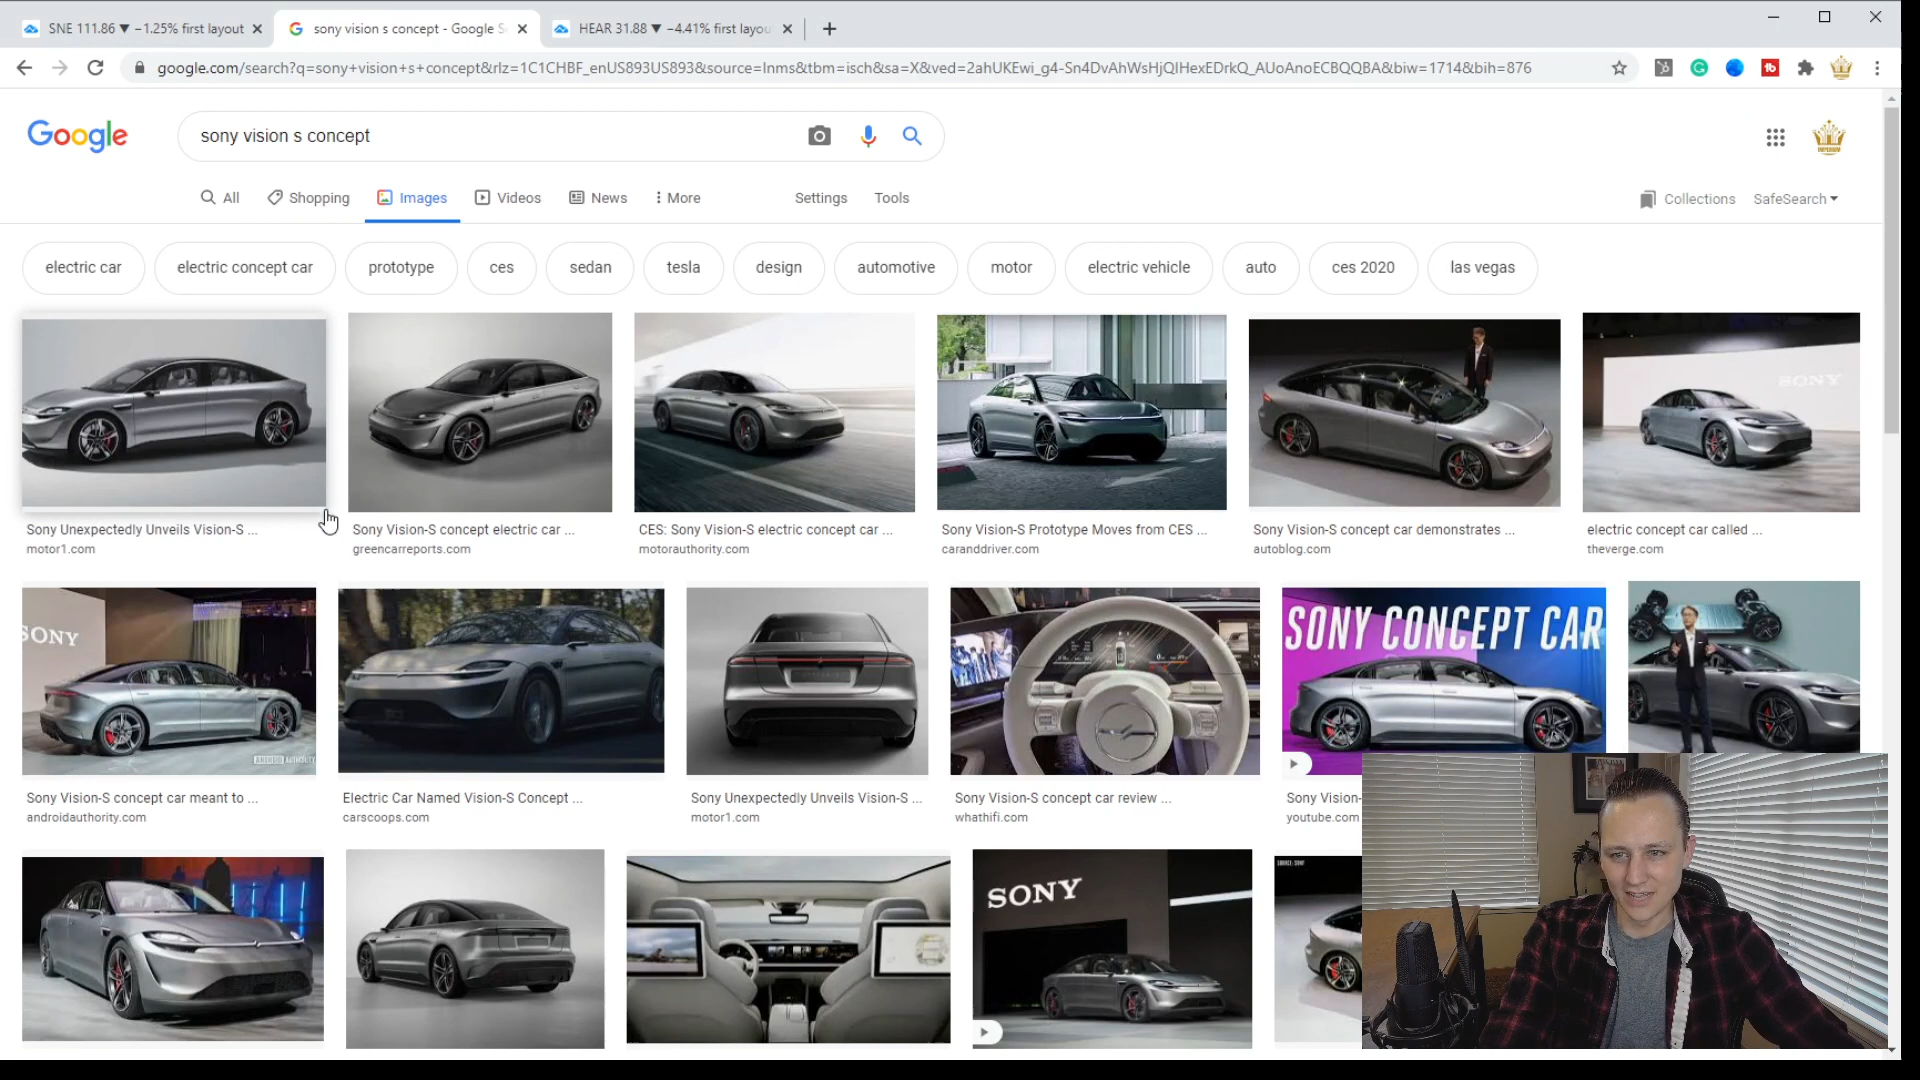 SNE 111.86 ▼ −1.25% first layout
sony vision s concept - Google S
HEAR 31.88 ▼ −4.41% first layou
google.com/search?q=sony+vision+s+concept&rlz=1C1CHBF_enUS893US893&source=lnms&tbm=isch&sa=X&ved=2ahUKEwi_g4-Sn4DvAhWsHjQIHexEDrkQ_AUoAnoECBQQBA&biw=1714&bih=876
Google
sony vision s concept
All
Shopping
Images
Videos
News
More
Settings
Tools
Collections
SafeSearch
electric car
electric concept car
prototype
ces
sedan
tesla
design
automotive
motor
electric vehicle
auto
ces 2020
las vegas
SONY
Sony Unexpectedly Unveils Vision-S ...
motor1.com
Sony Vision-S concept electric car ...
greencarreports.com
CES: Sony Vision-S electric concept car ...
motorauthority.com
Sony Vision-S Prototype Moves from CES ...
caranddriver.com
Sony Vision-S concept car demonstrates ...
autoblog.com
electric concept car called ...
theverge.com
SONY
ANDROID AUTHORITY
SONY CONCEPT CAR
Sony Vision-S concept car meant to ...
androidauthority.com
Electric Car Named Vision-S Concept ...
carscoops.com
Sony Unexpectedly Unveils Vision-S ...
motor1.com
Sony Vision-S concept car review ...
whathifi.com
Sony Vision-
youtube.com
SONY
SOURCE: SONY